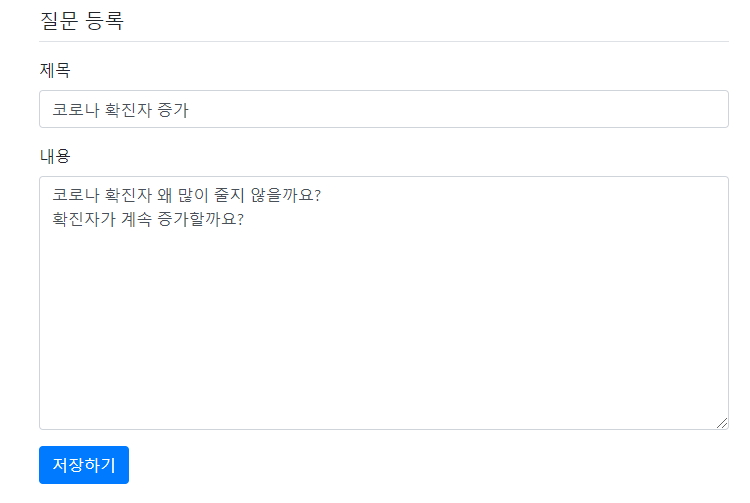 질문 등록
제목
코로나 확진자 증가
내용
코로나 확진자 왜 많이 줄지 않을까요?
확진자가 계속 증가할까요?
저장하기